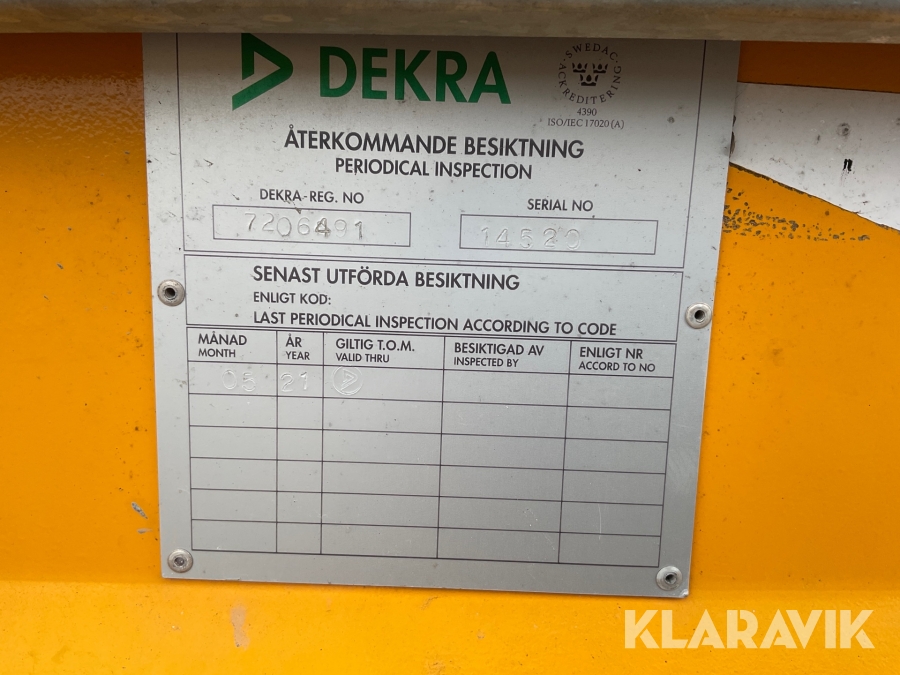 DEKRA
SWEDAC
ACKREDITERING
4390
ISO/IEC 17020 (A)
ÅTERKOMMANDE BESIKTNING
PERIODICAL INSPECTION
DEKRA-REG. NO
SERIAL NO
7206491
14520
SENAST UTFÖRDA BESIKTNING
ENLIGT KOD:
LAST PERIODICAL INSPECTION ACCORDING TO CODE
MÅNAD
MONTH
ÅR
YEAR
GILTIG T.O.M.
VALID THRU
BESIKTIGAD AV
INSPECTED BY
ENLIGT NR
ACCORD TO NO
05 21
KLARAVIK